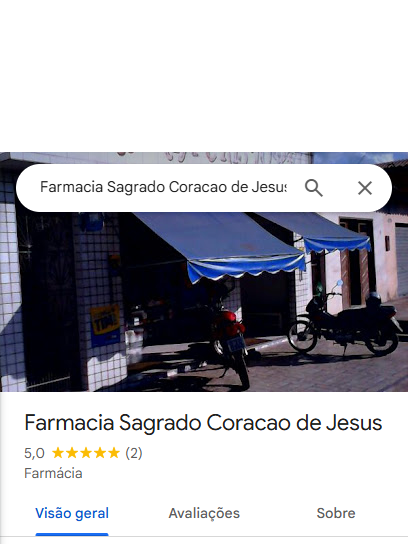 Farmacia Sagrado Coracao de Jesus
Farmacia Sagrado Coracao de Jesus
5,0 ★★★★★ (2)
Farmácia
Visão geral Avaliações Sobre